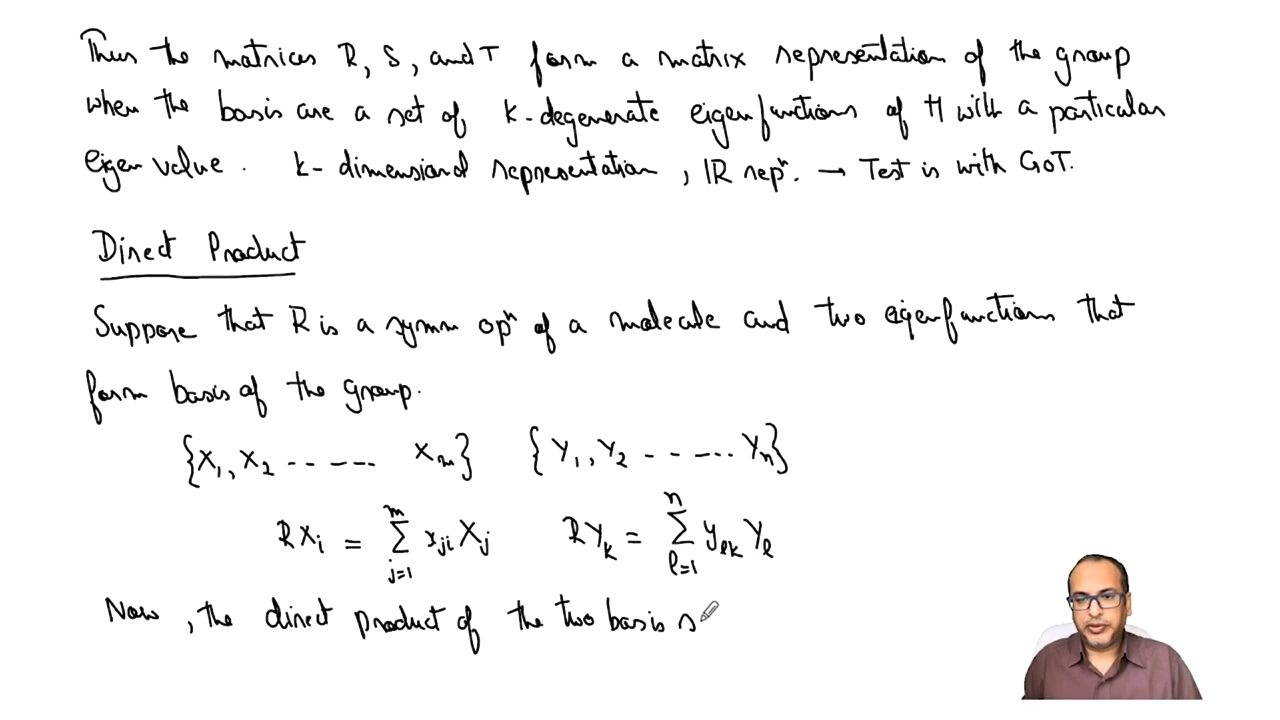 Thus the matrices R, S, and T form a matrix representation of the group
when the basis are a set of k-degenerate eigenfunctions of H with a particular
eigen value. k-dimensional representation, IR repⁿ. → Test is with GOT.
Direct Product
Suppose that R is a symm opⁿ of a molecule and two eigenfunctions that
form basis of the group.
{X₁, X₂ ------- Xₘ} {Y₁, Y₂ ------- Yₙ}
R Xᵢ = ∑_{j=1}^{m} x_{ji} X_j R Y_k = ∑_{l=1}^{n} y_{lk} Y_l
Now, the direct product of the two basis s